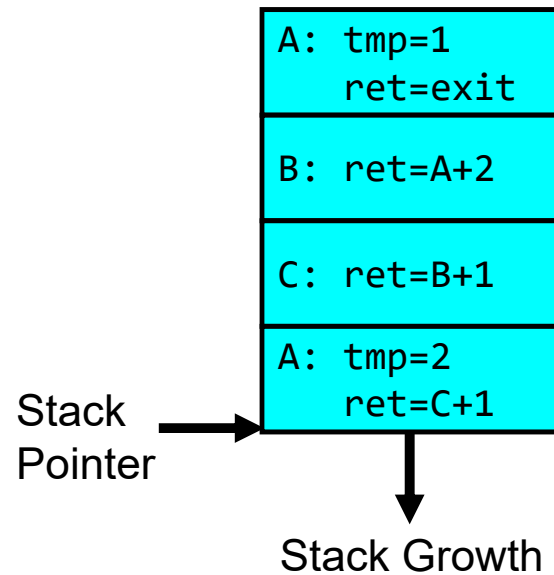 A: tmp=1
ret=exit
B: ret=A+2
C: ret=B+1
A: tmp=2
ret=C+1
Stack
Pointer
Stack Growth